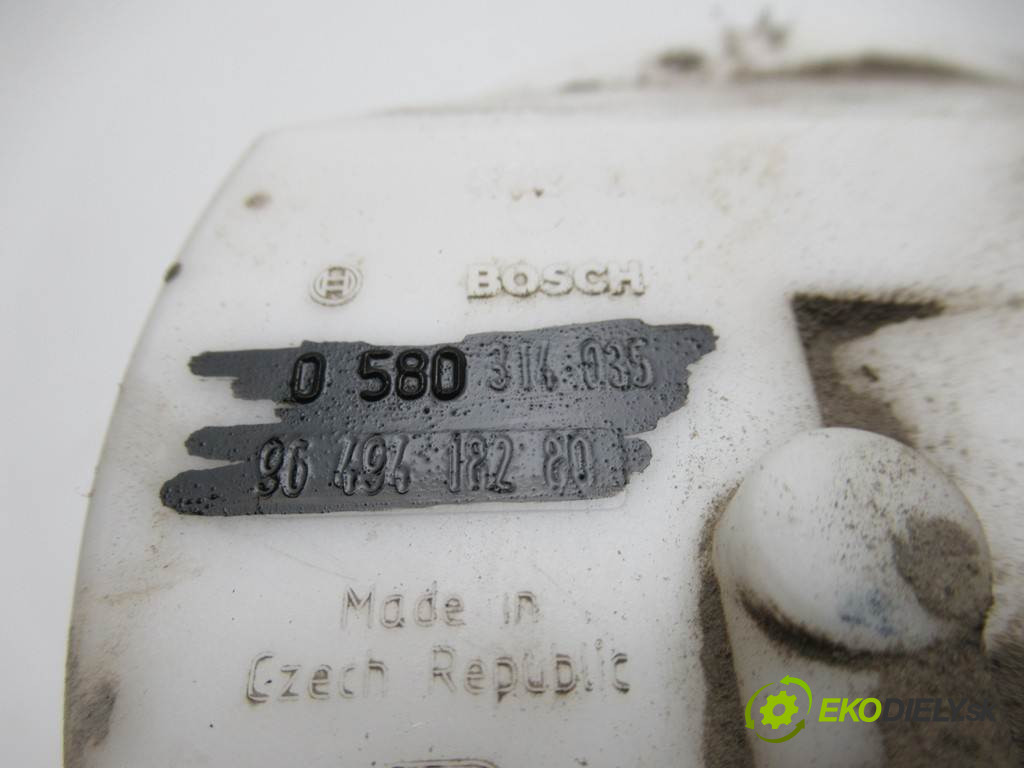 BOSCH
0 580 314 035
96 494 182 80
Made in
Czech Republic
EKODIELY.SK